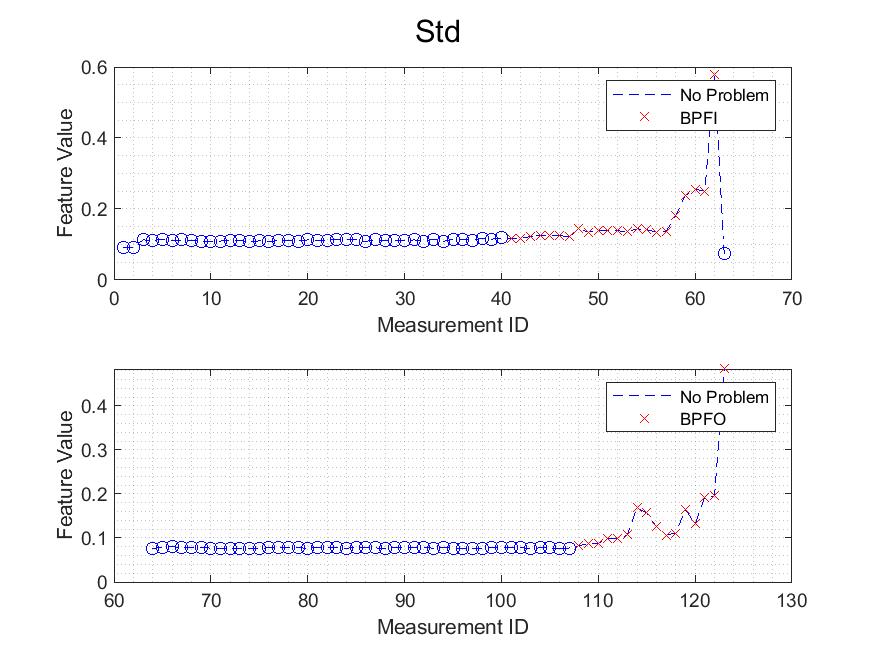 Std
0.6
0.4
0.2
0
Feature Value
No Problem
BPFI
0 10 20 30 40 50 60 70
Measurement ID
0.4
0.3
0.2
0.1
0
Feature Value
No Problem
BPFO
60 70 80 90 100 110 120 130
Measurement ID